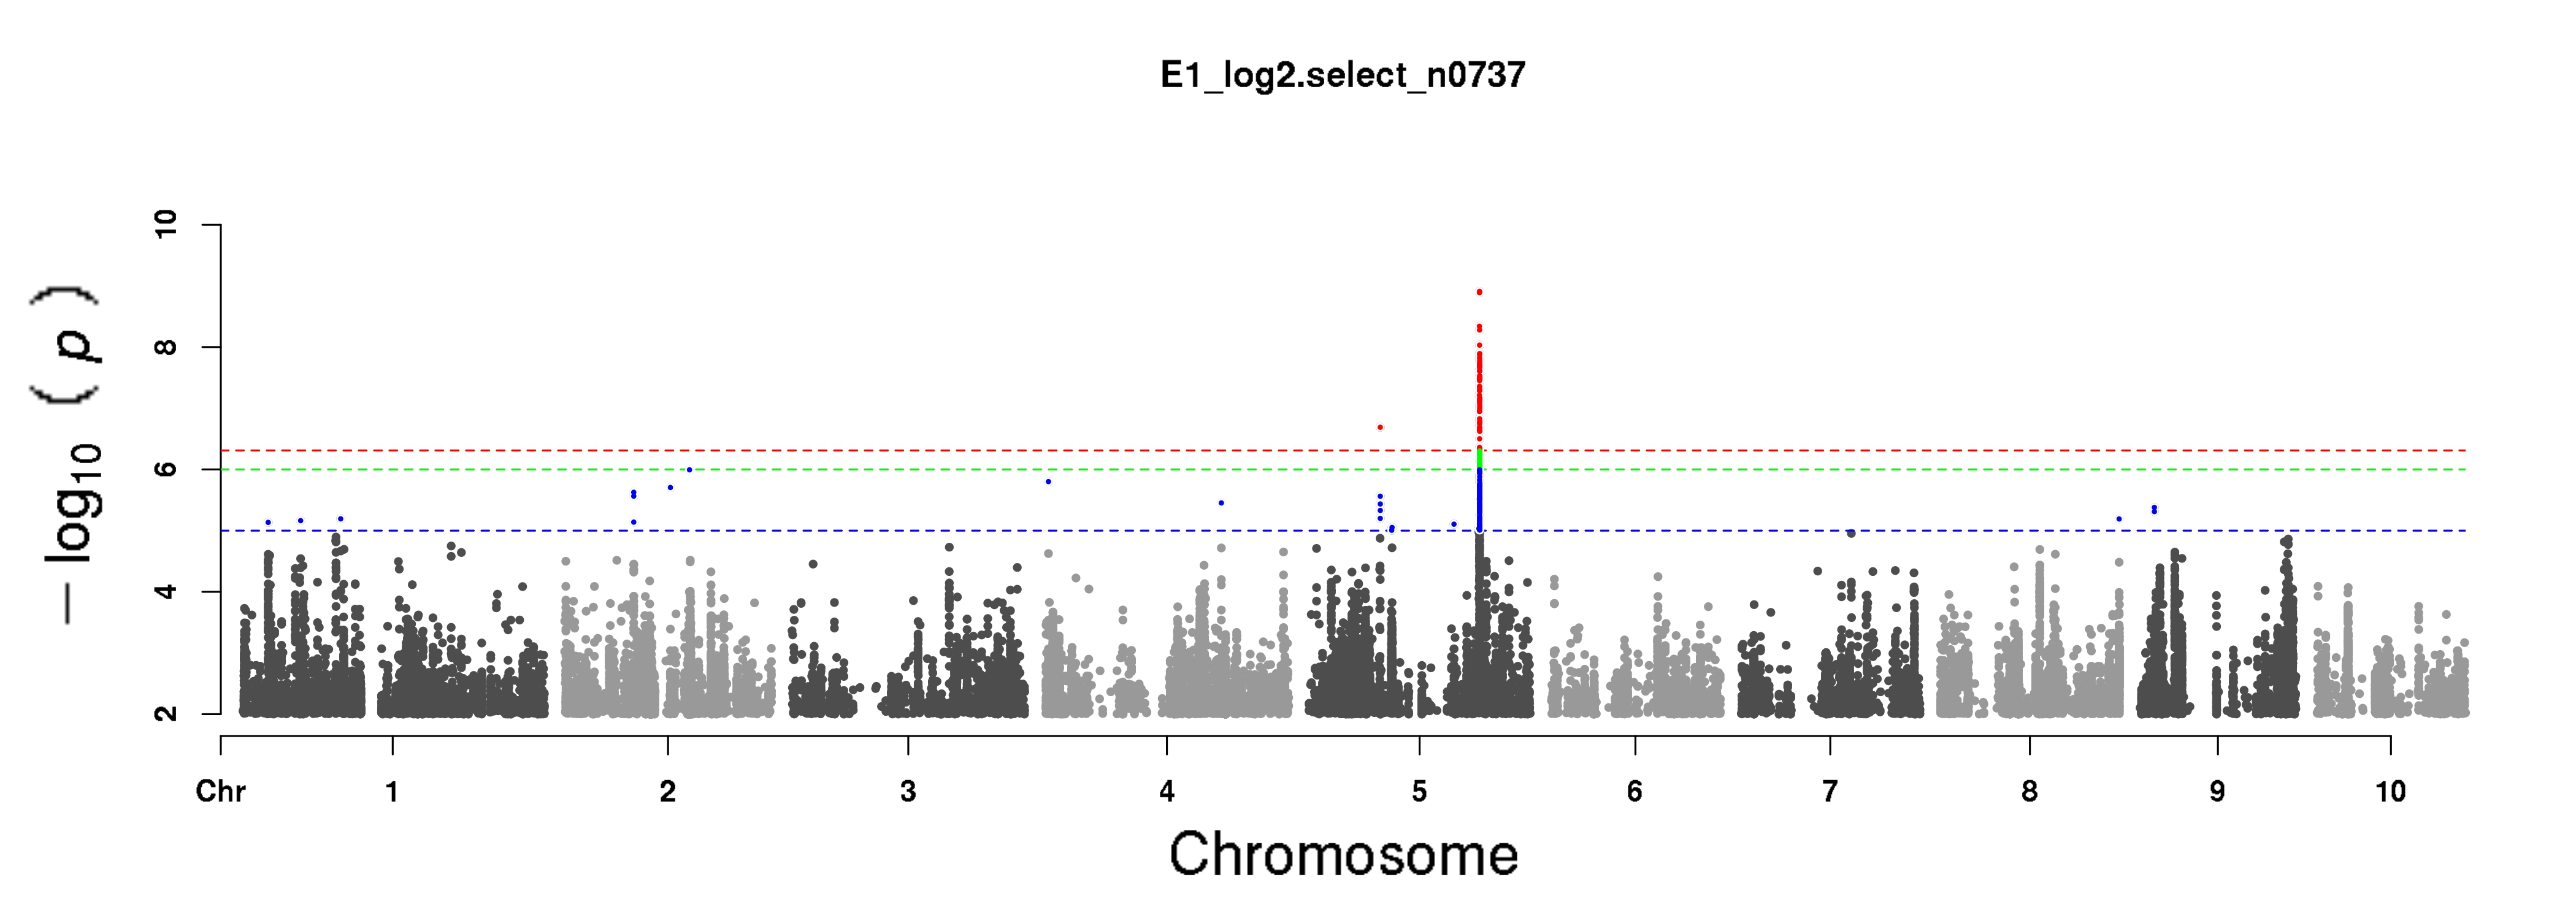 E1_log2.select_n0737
10
8
6
4
2
− log10 ( p )
Chr 1 2 3 4 5 6 7 8 9 10
Chromosome